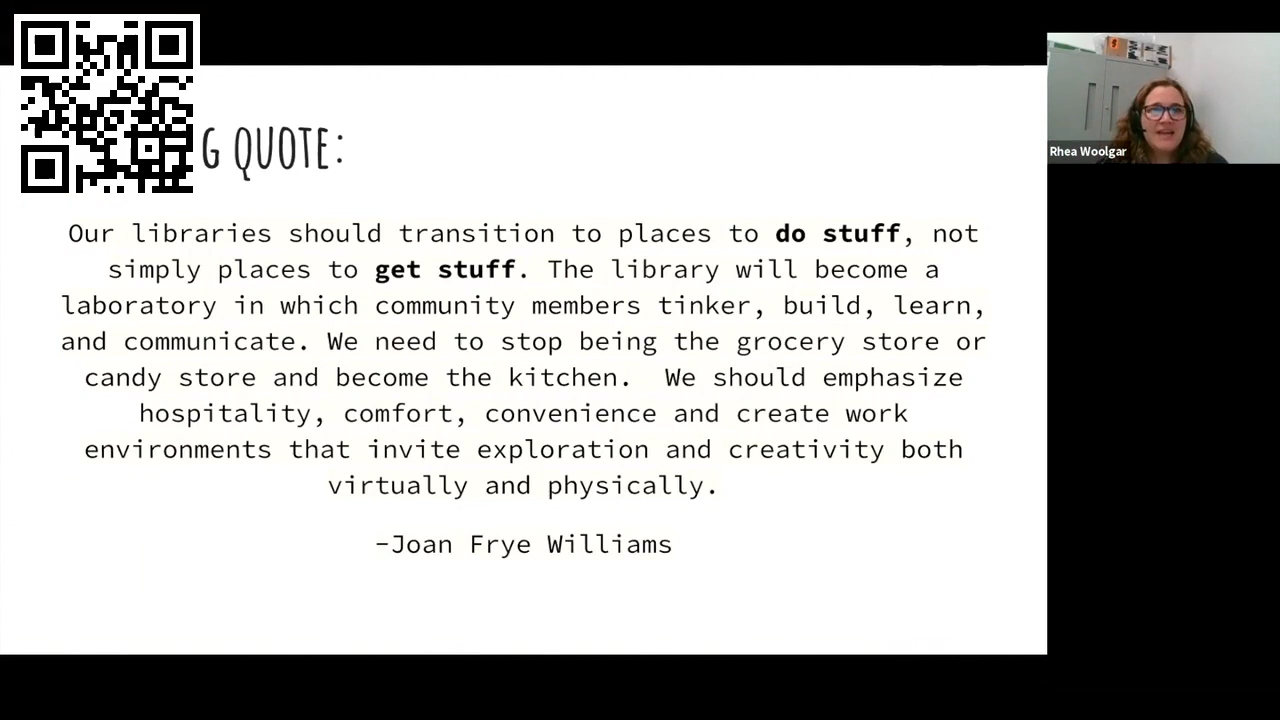 G QUOTE:
Our libraries should transition to places to do stuff, not
simply places to get stuff. The library will become a
laboratory in which community members tinker, build, learn,
and communicate. We need to stop being the grocery store or
candy store and become the kitchen.  We should emphasize
hospitality, comfort, convenience and create work
environments that invite exploration and creativity both
virtually and physically.
-Joan Frye Williams
Rhea Woolgar